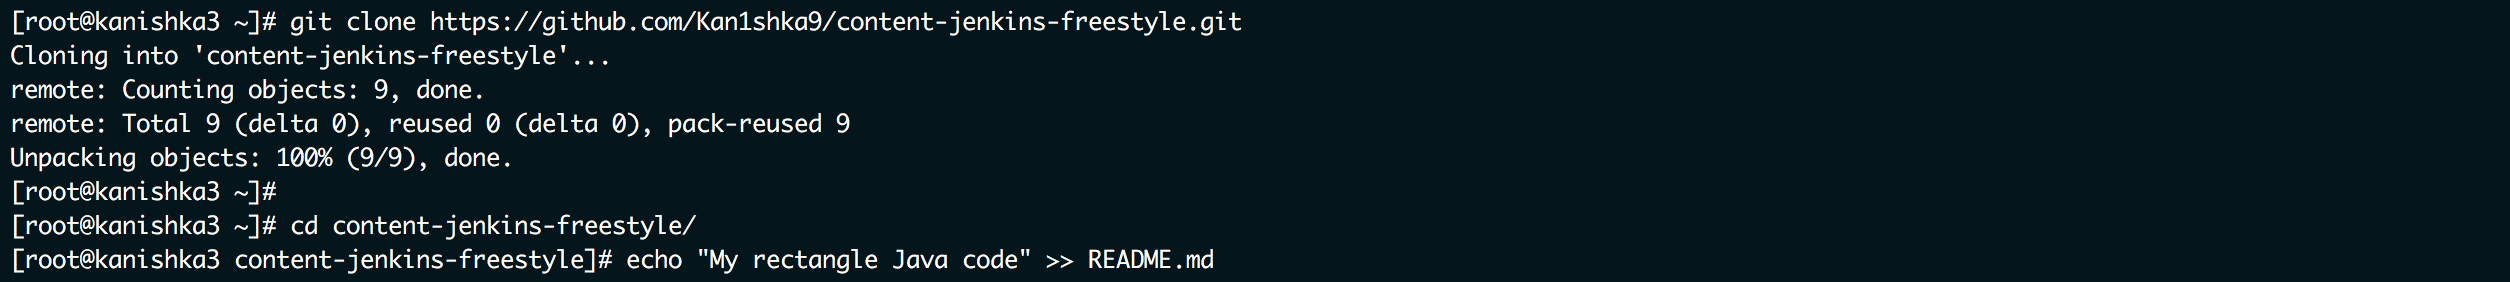 [root@kanishka3 ~]# git clone https://github.com/Kan1shka9/content-jenkins-freestyle.git
Cloning into 'content-jenkins-freestyle'...
remote: Counting objects: 9, done.
remote: Total 9 (delta 0), reused 0 (delta 0), pack-reused 9
Unpacking objects: 100% (9/9), done.
[root@kanishka3 ~]#
[root@kanishka3 ~]# cd content-jenkins-freestyle/
[root@kanishka3 content-jenkins-freestyle]# echo "My rectangle Java code" >> README.md